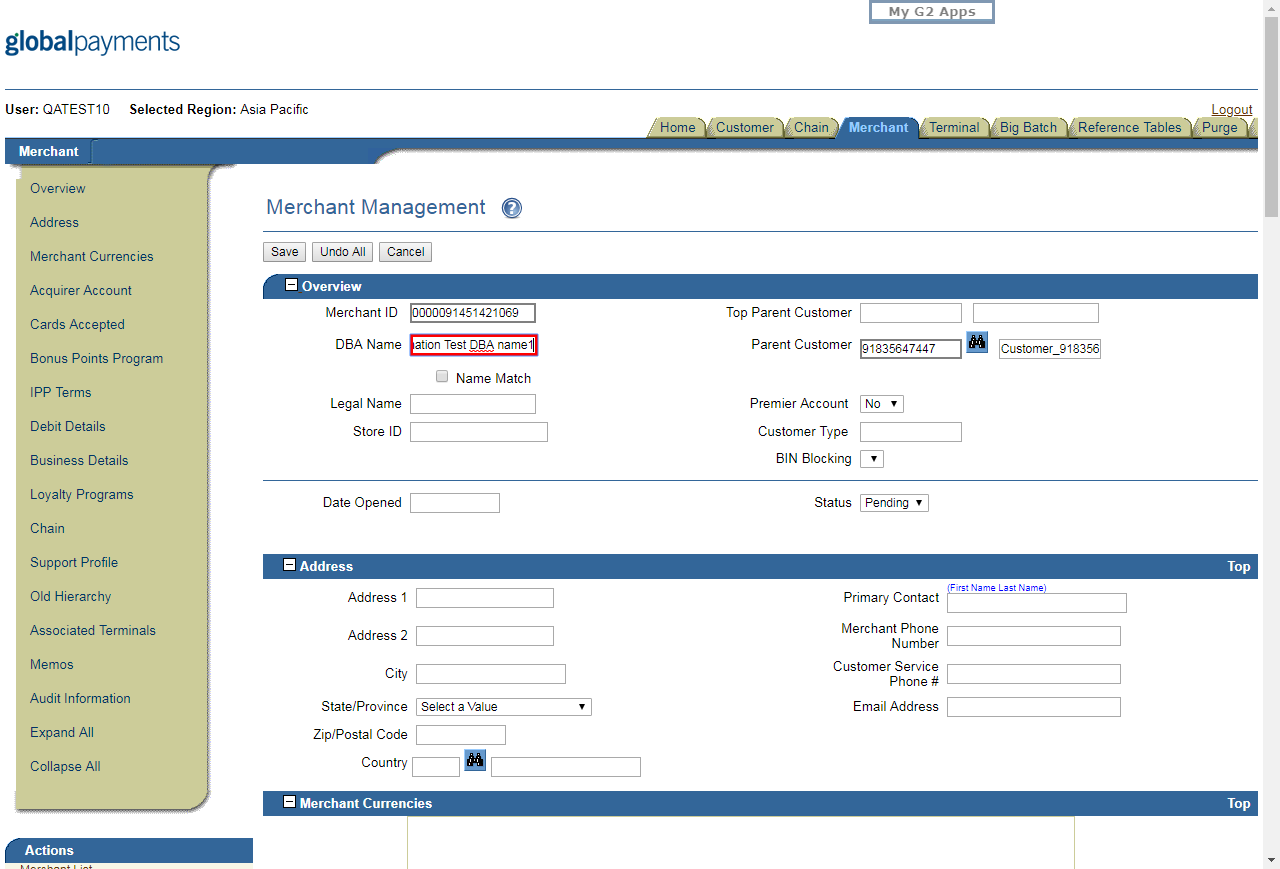 My G2 Apps
globalpayments
User: QATEST10 Selected Region: Asia Pacific
Logout
Home Customer Chain Merchant Terminal Big Batch Reference Tables Purge
Merchant
Overview
Address
Merchant Currencies
Acquirer Account
Cards Accepted
Bonus Points Program
IPP Terms
Debit Details
Business Details
Loyalty Programs
Chain
Support Profile
Old Hierarchy
Associated Terminals
Memos
Audit Information
Expand All
Collapse All
Actions
Merchant List
Merchant Management ?
Save Undo All Cancel
Overview
Merchant ID 0000091451421069 Top Parent Customer
DBA Name ation Test DBA name1 Parent Customer 91835647447 Customer_918356
Name Match
Legal Name Premier Account No
Store ID Customer Type
BIN Blocking
Date Opened Status Pending
Address Top
Address 1 Primary Contact (First Name Last Name)
Address 2 Merchant Phone Number
City Customer Service Phone #
State/Province Select a Value Email Address
Zip/Postal Code
Country
Merchant Currencies Top